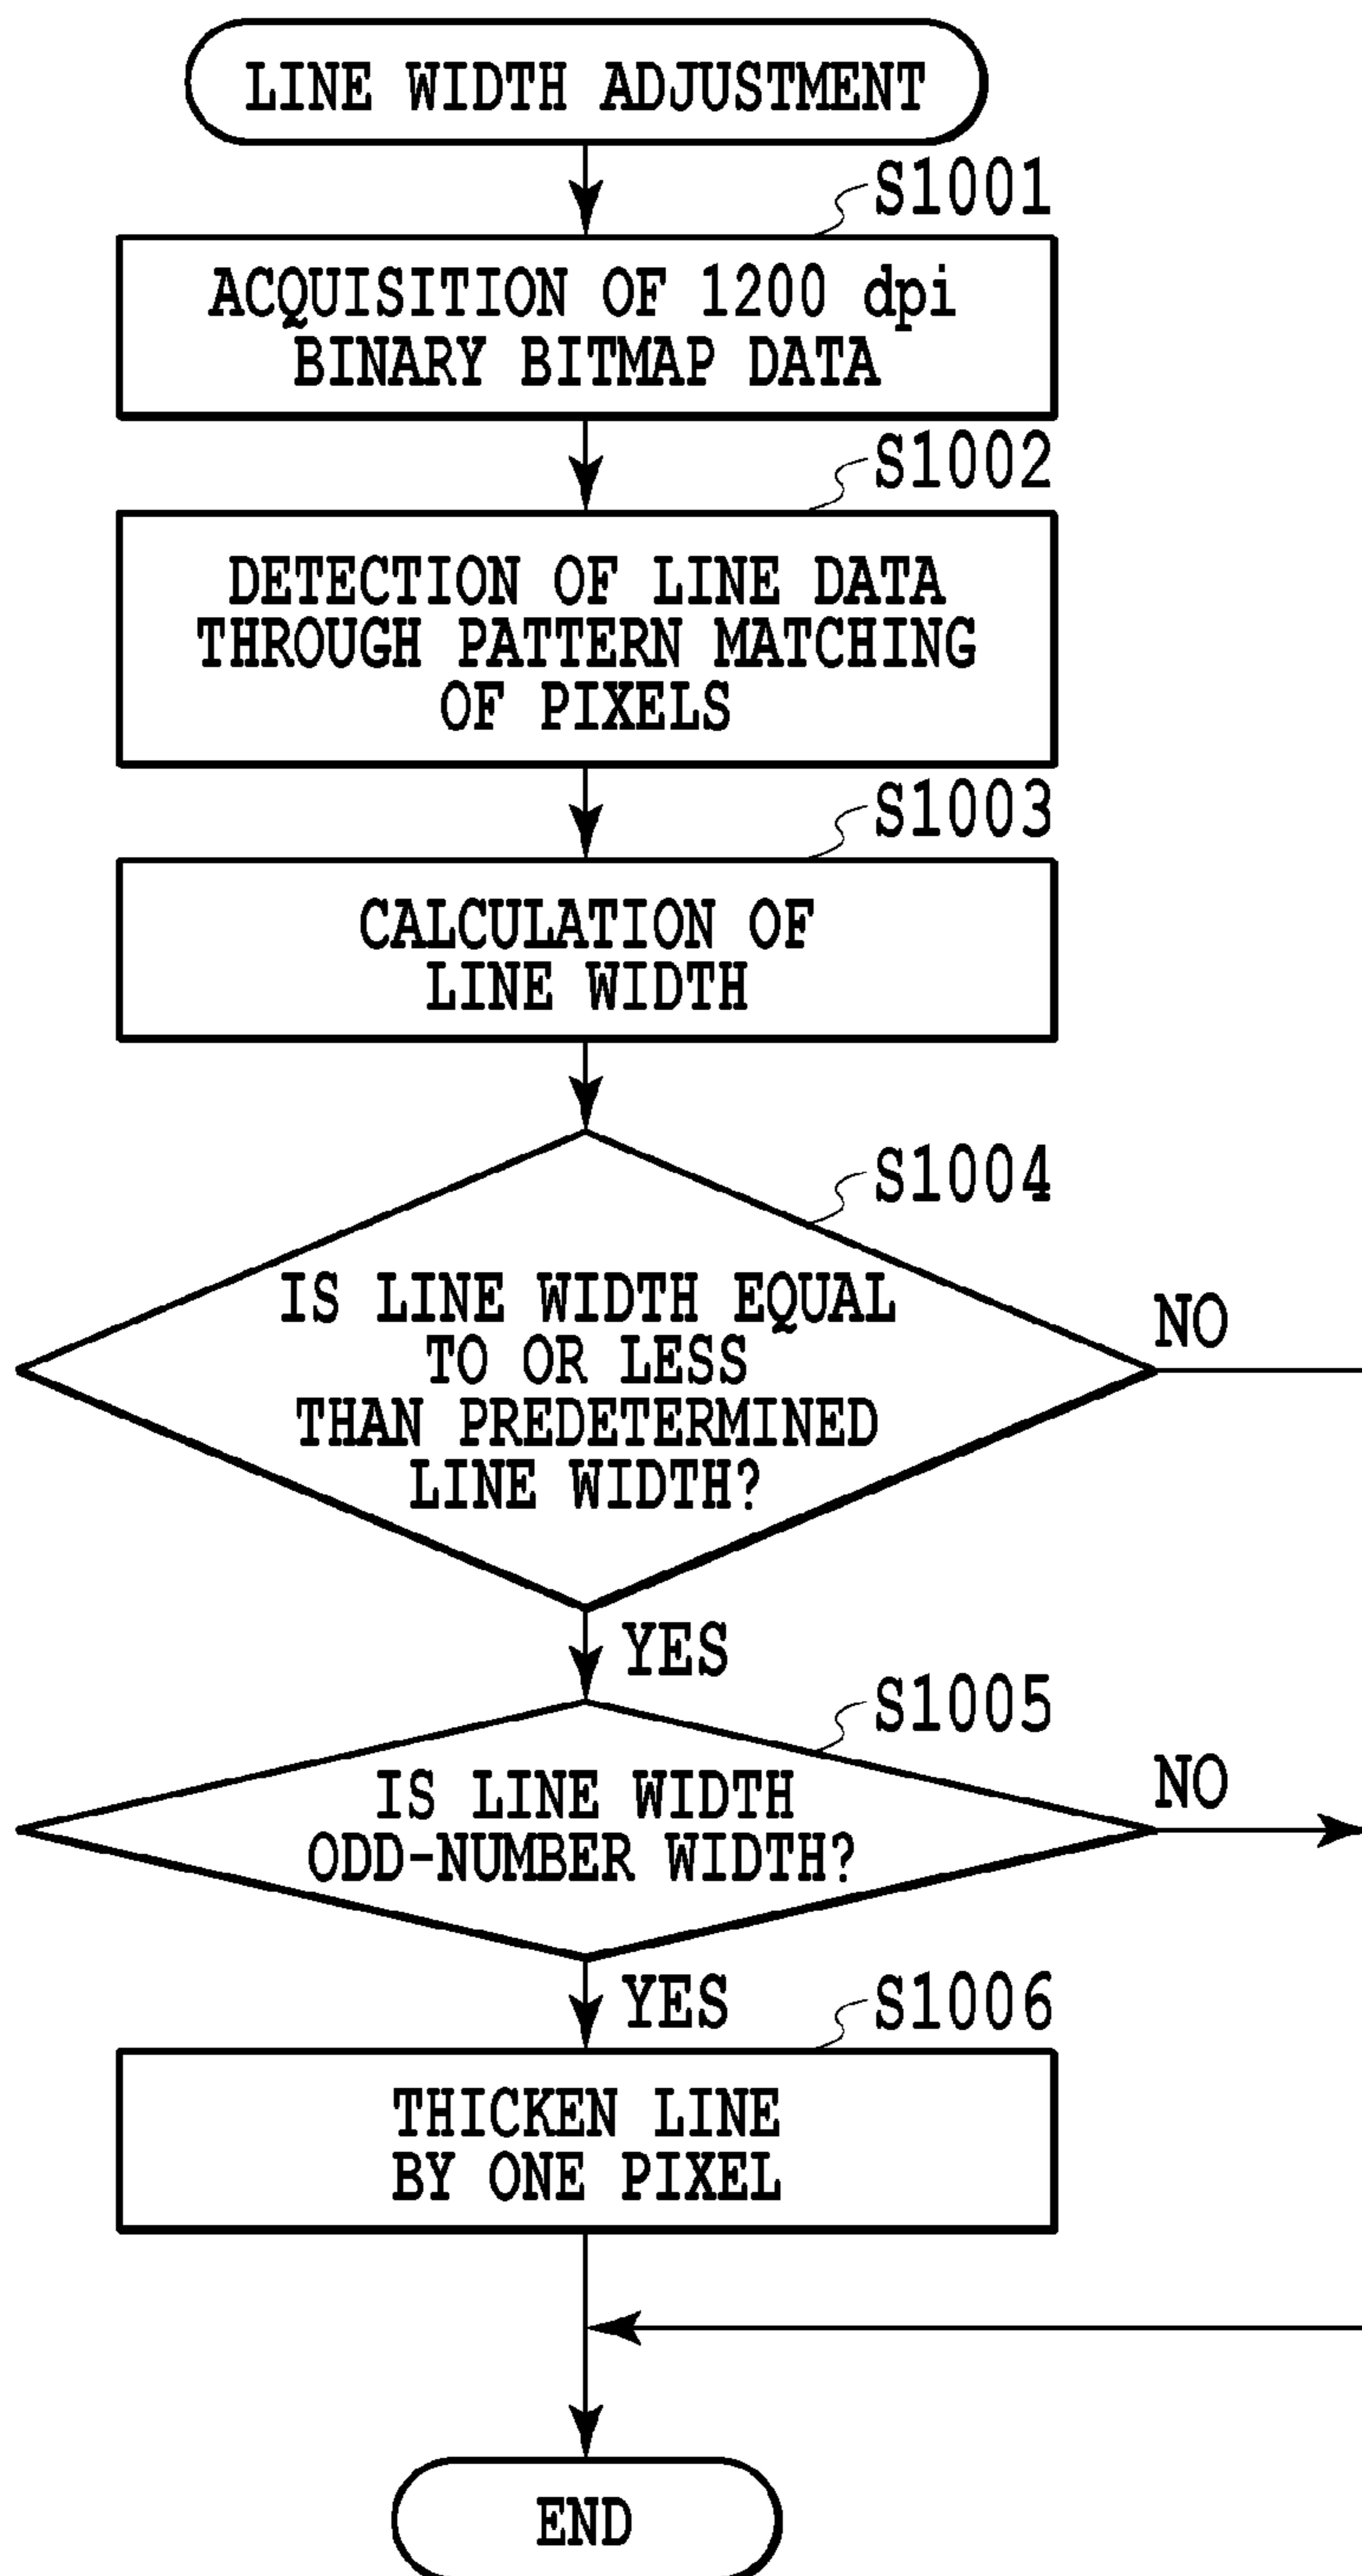 LINE WIDTH ADJUSTMENT
S1001
ACQUISITION OF 1200 dpi
BINARY BITMAP DATA
S1002
DETECTION OF LINE DATA
THROUGH PATTERN MATCHING
OF PIXELS
S1003
CALCULATION OF
LINE WIDTH
S1004
IS LINE WIDTH EQUAL
TO OR LESS
THAN PREDETERMINED
LINE WIDTH?
NO
YES
S1005
IS LINE WIDTH
ODD-NUMBER WIDTH?
NO
YES
S1006
THICKEN LINE
BY ONE PIXEL
END